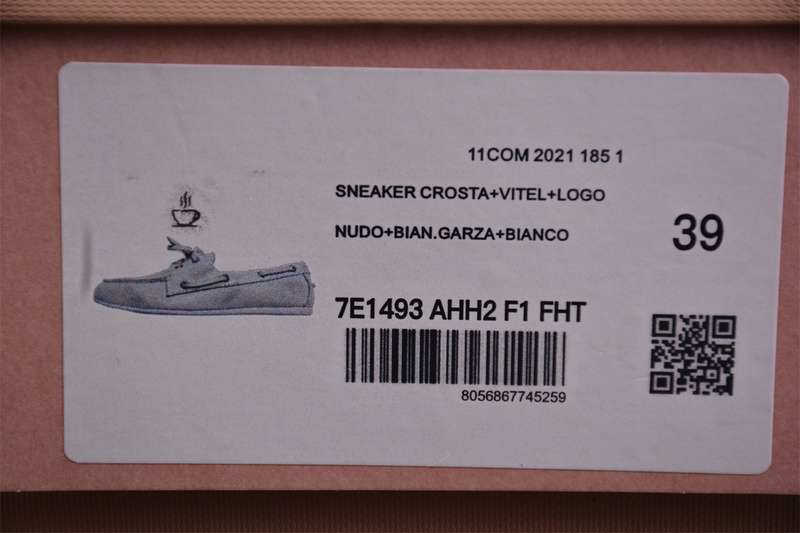 11COM 2021 185 1
SNEAKER CROSTA+VITEL+LOGO
NUDO+BIAN.GARZA+BIANCO
39
7E1493 AHH2 F1 FHT
8056867745259